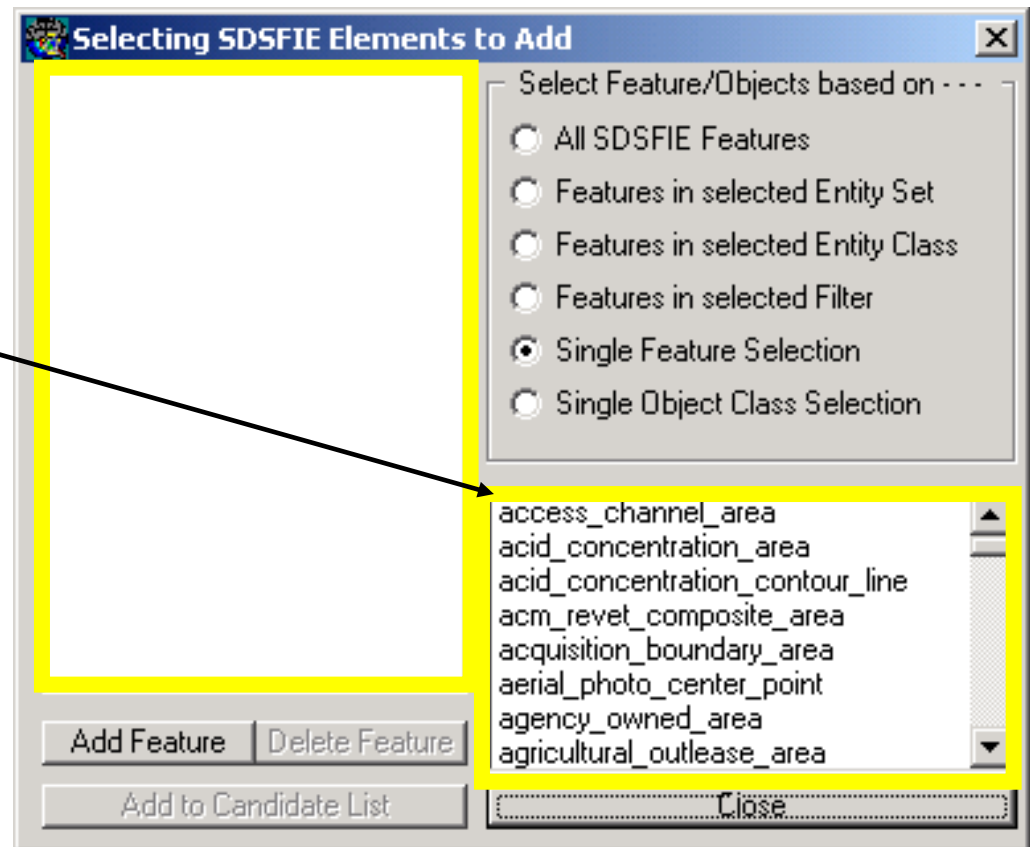 Selecting SDSFIE Elements to Add
Select Feature/Objects based on - - -
All SDSFIE Features
Features in selected Entity Set
Features in selected Entity Class
Features in selected Filter
Single Feature Selection
Single Object Class Selection
access_channel_area
acid_concentration_area
acid_concentration_contour_line
acm_revet_composite_area
acquisition_boundary_area
aerial_photo_center_point
agency_owned_area
agricultural_outlease_area
Add Feature Delete Feature
Add to Candidate List
Close